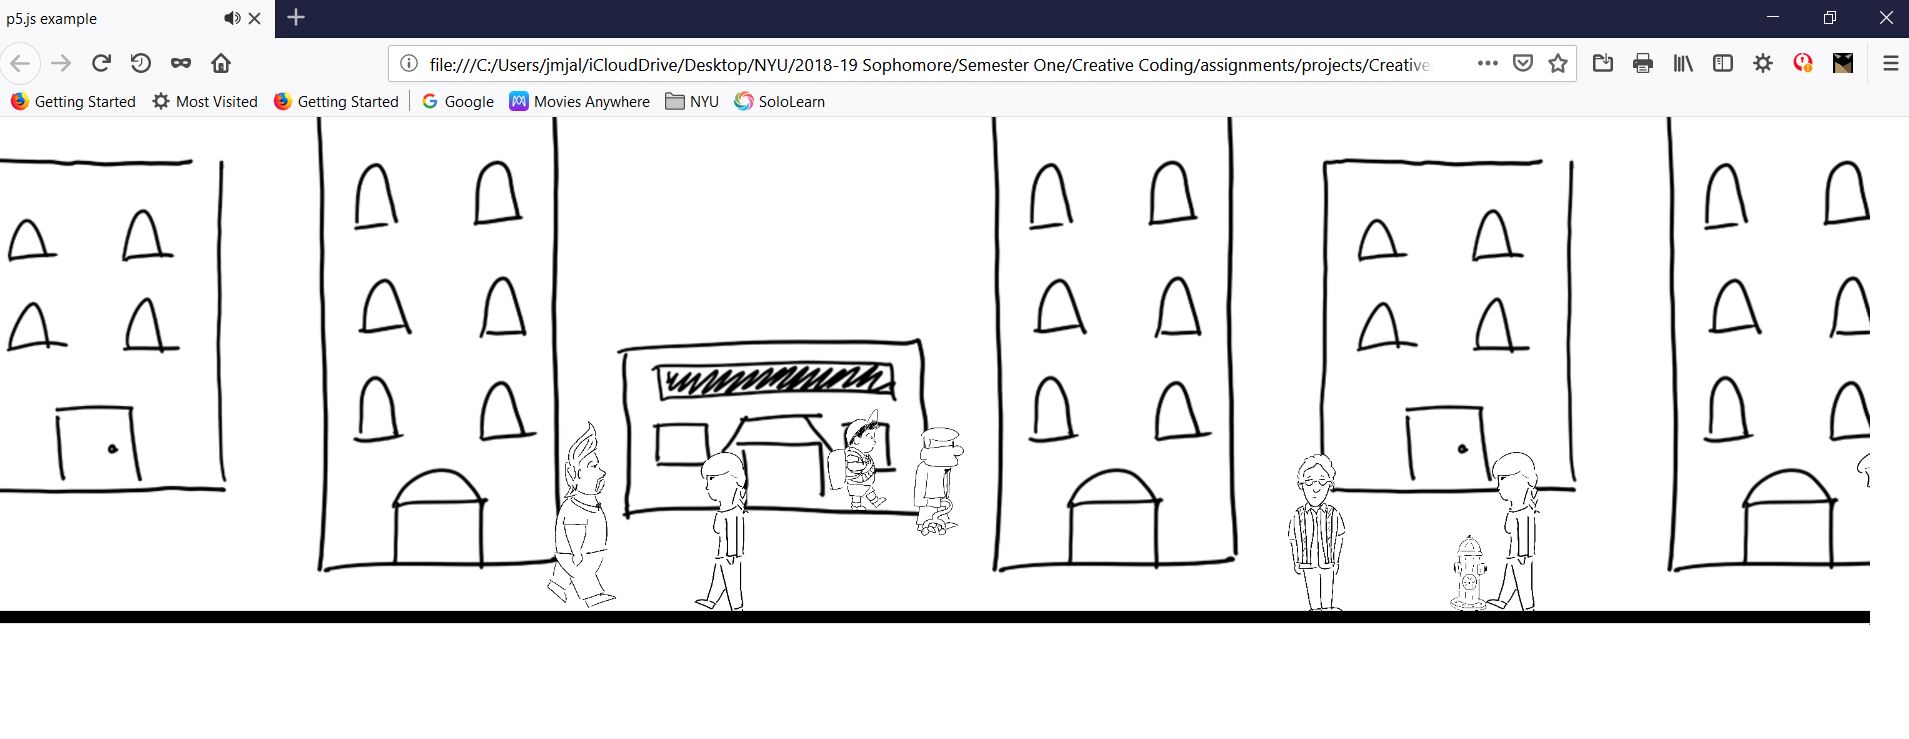 p5.js example
file:///C:/Users/jmjal/iCloudDrive/Desktop/NYU/2018-19 Sophomore/Semester One/Creative Coding/assignments/projects/Creative
Getting Started Most Visited Getting Started Google Movies Anywhere NYU SoloLearn